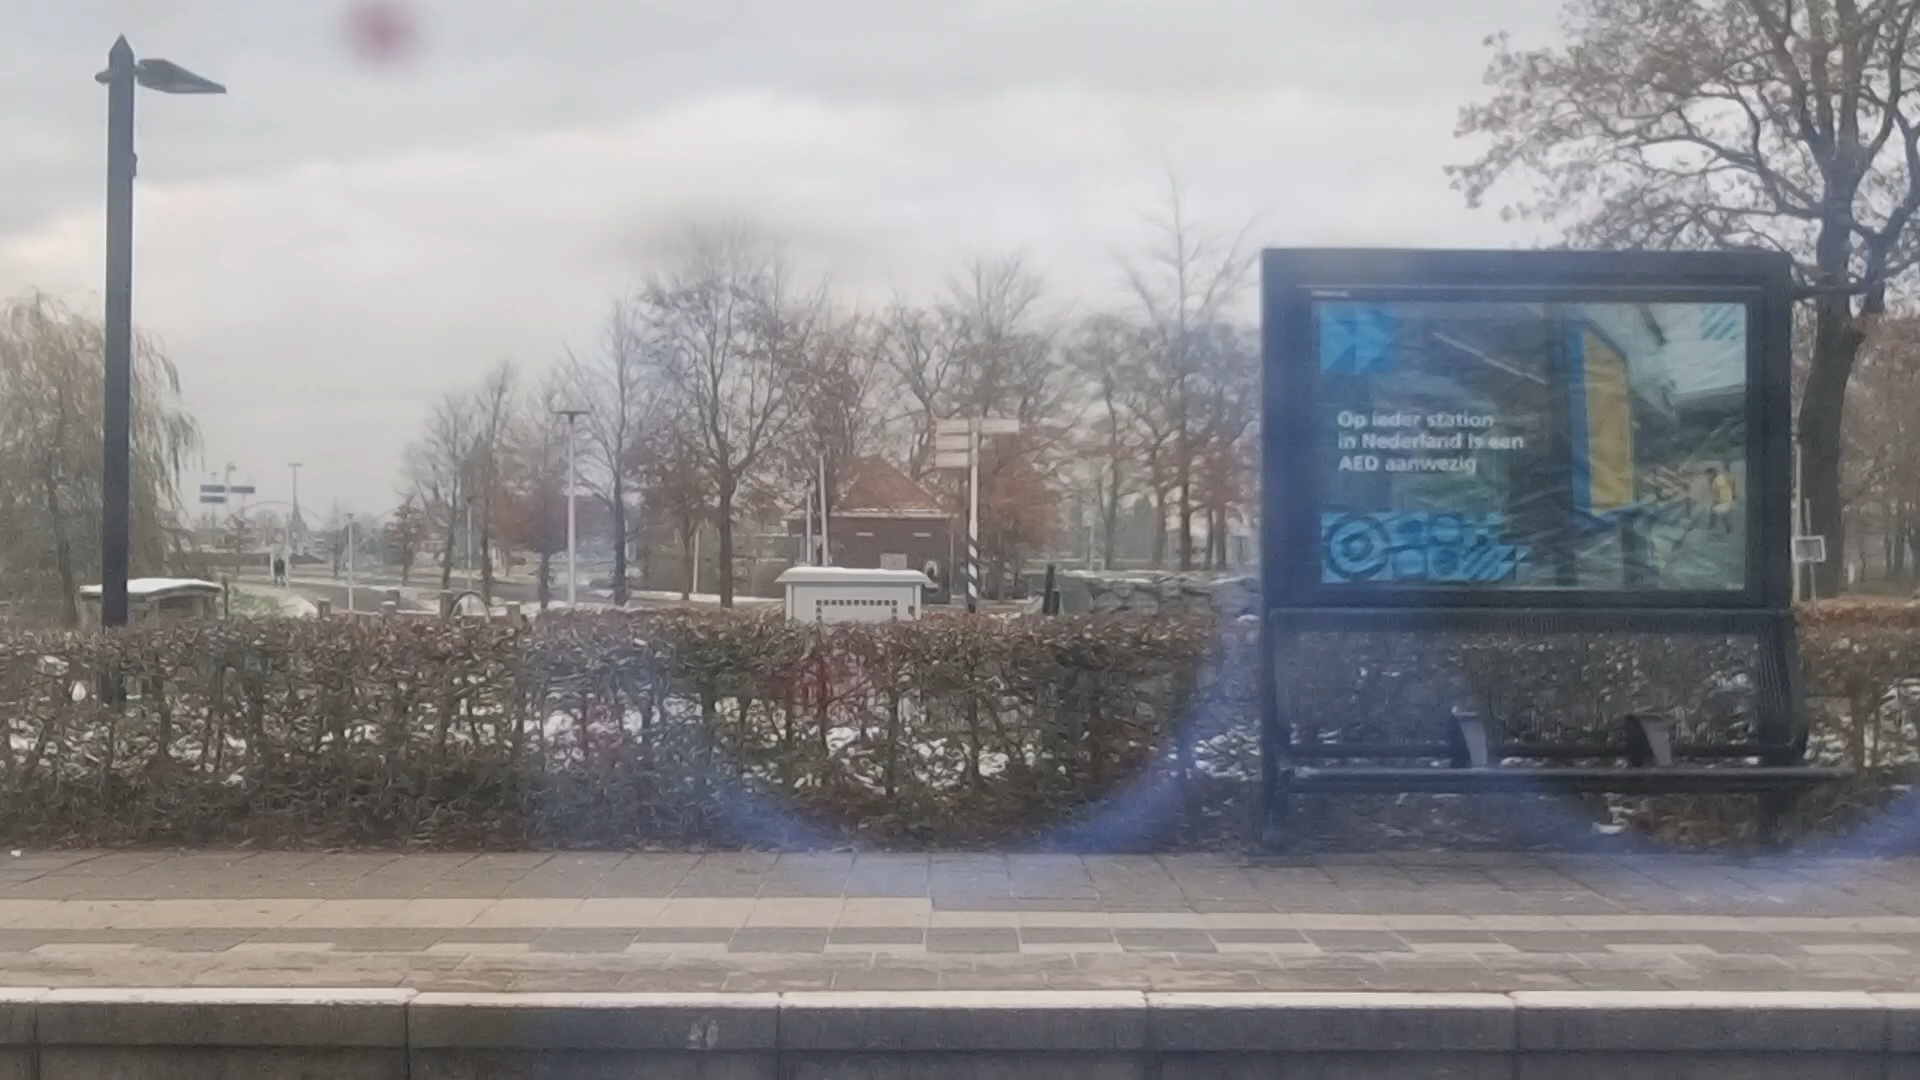 Op ieder station
in Nederland is een
AED aanwezig